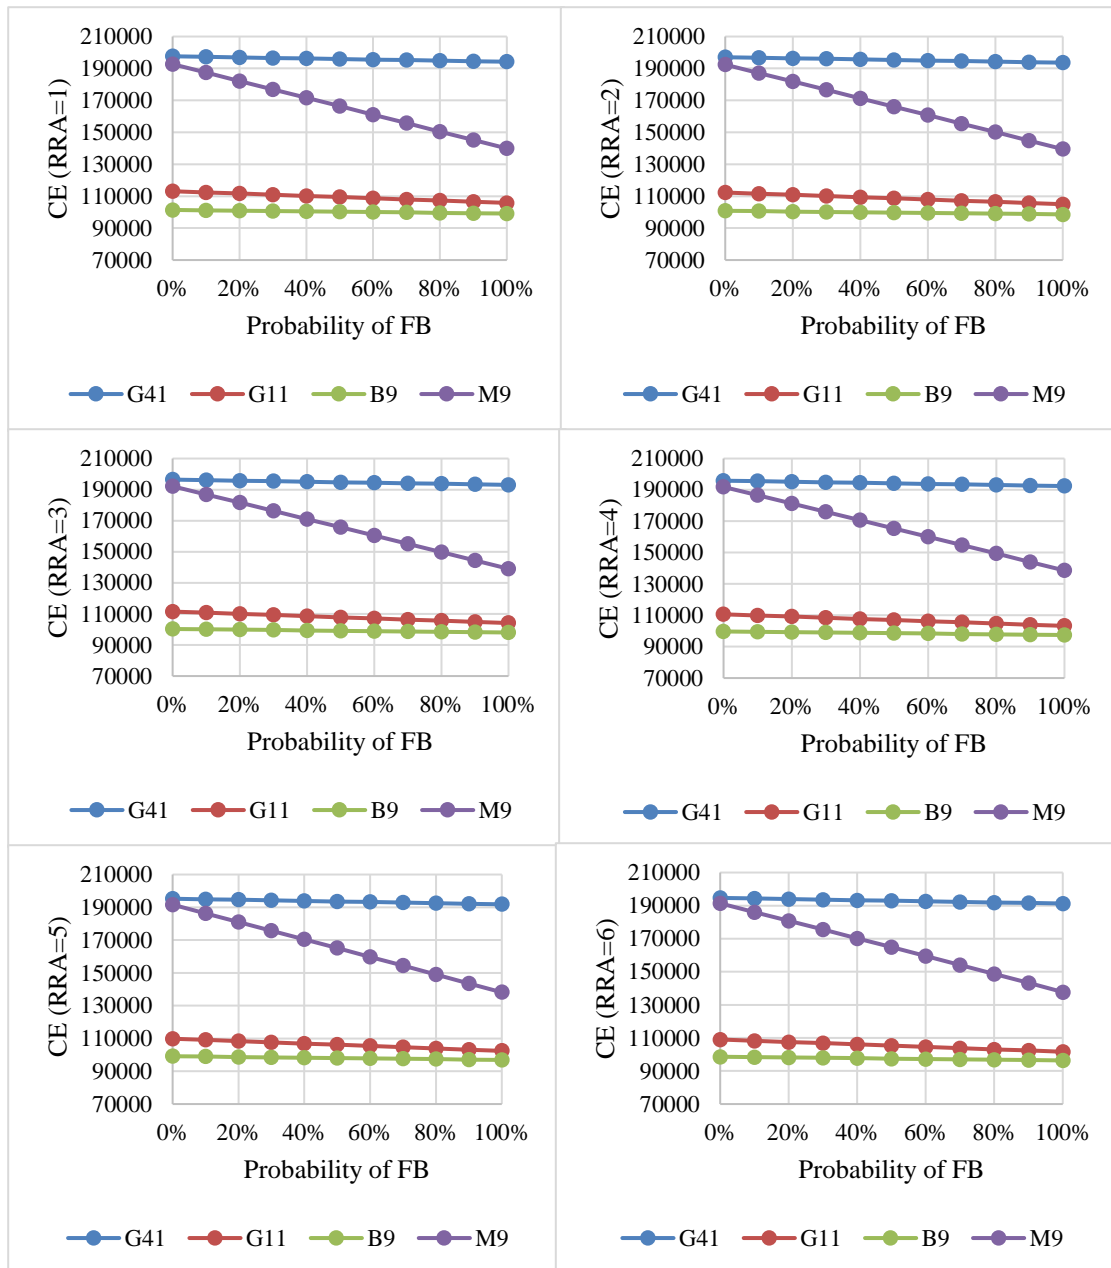 CE (RRA=1)
210000
190000
170000
150000
130000
110000
90000
70000
0% 20% 40% 60% 80% 100%
Probability of FB
G41 G11 B9 M9
CE (RRA=2)
210000
190000
170000
150000
130000
110000
90000
70000
0% 20% 40% 60% 80% 100%
Probability of FB
G41 G11 B9 M9
CE (RRA=3)
210000
190000
170000
150000
130000
110000
90000
70000
0% 20% 40% 60% 80% 100%
Probability of FB
G41 G11 B9 M9
CE (RRA=4)
210000
190000
170000
150000
130000
110000
90000
70000
0% 20% 40% 60% 80% 100%
Probability of FB
G41 G11 B9 M9
CE (RRA=5)
210000
190000
170000
150000
130000
110000
90000
70000
0% 20% 40% 60% 80% 100%
Probability of FB
G41 G11 B9 M9
CE (RRA=6)
210000
190000
170000
150000
130000
110000
90000
70000
0% 20% 40% 60% 80% 100%
Probability of FB
G41 G11 B9 M9